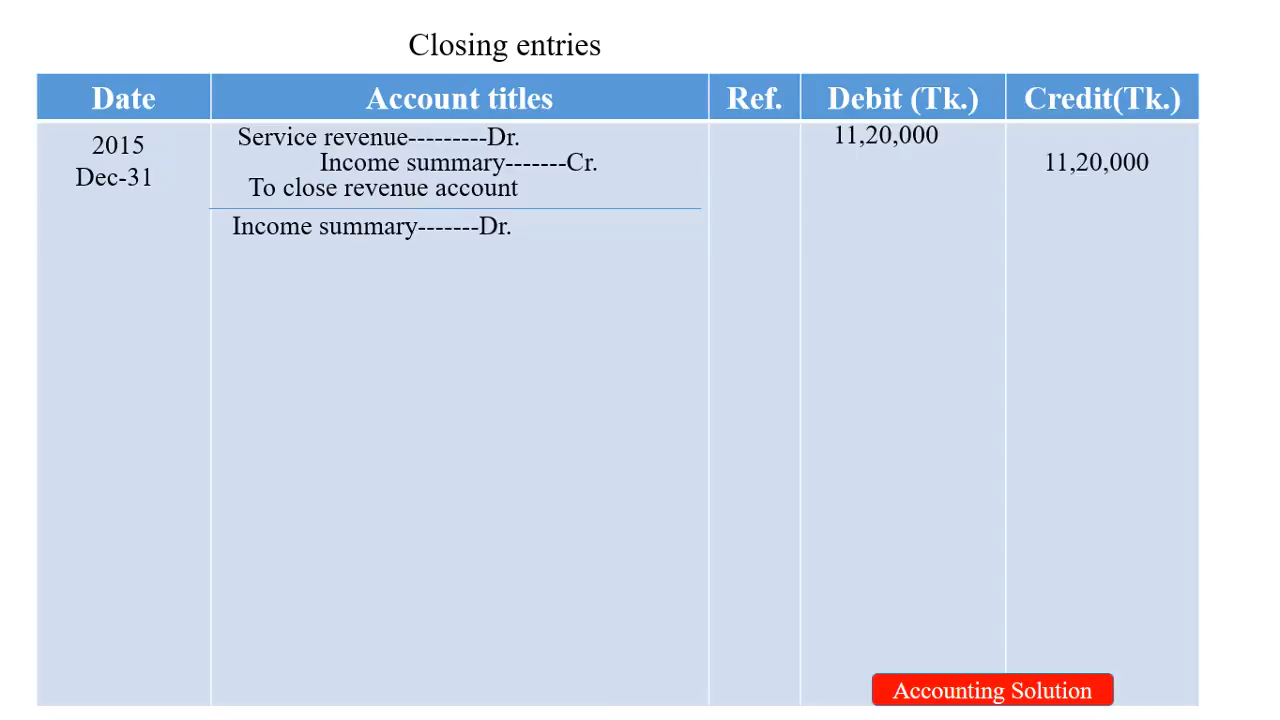 Closing entries
Date Account titles Ref. Debit (Tk.) Credit(Tk.)
2015 Service revenue---------Dr. 11,20,000
Income summary-------Cr. 11,20,000
Dec-31 To close revenue account
Income summary-------Dr.
Accounting Solution